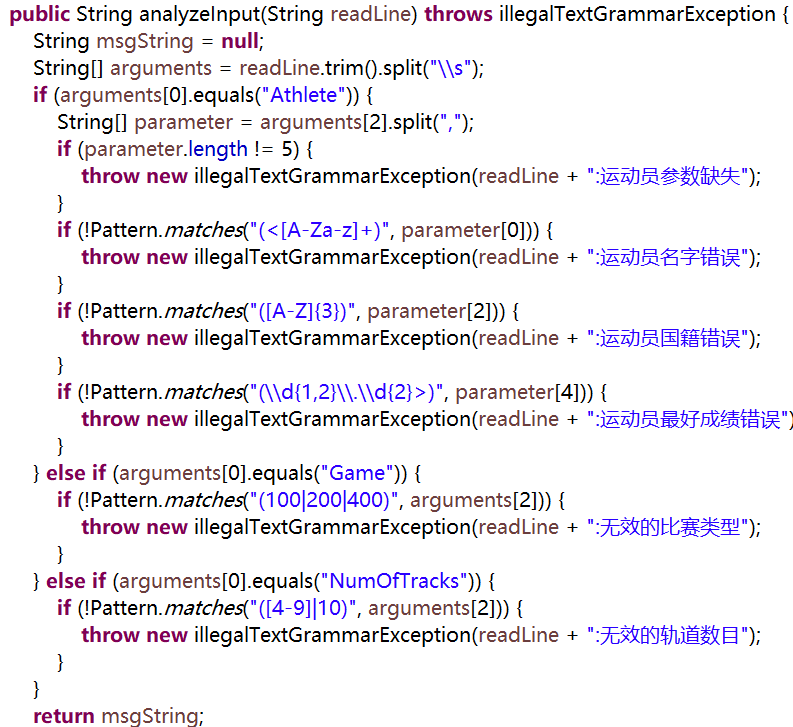 public String analyzeInput(String readLine) throws illegalTextGrammarException {
String msgString = null;
String[] arguments = readLine.trim().split("\\s");
if (arguments[0].equals("Athlete")) {
String[] parameter = arguments[2].split(",");
if (parameter.length != 5) {
throw new illegalTextGrammarException(readLine + ":运动员参数缺失");
}
if (!Pattern.matches("(<[A-Za-z]+)", parameter[0])) {
throw new illegalTextGrammarException(readLine + ":运动员名字错误");
}
if (!Pattern.matches("([A-Z]{3})", parameter[2])) {
throw new illegalTextGrammarException(readLine + ":运动员国籍错误");
}
if (!Pattern.matches("(\\d{1,2}\\.\\d{2}>)", parameter[4])) {
throw new illegalTextGrammarException(readLine + ":运动员最好成绩错误")
}
} else if (arguments[0].equals("Game")) {
if (!Pattern.matches("(100|200|400)", arguments[2])) {
throw new illegalTextGrammarException(readLine + ":无效的比赛类型");
}
} else if (arguments[0].equals("NumOfTracks")) {
if (!Pattern.matches("([4-9]|10)", arguments[2])) {
throw new illegalTextGrammarException(readLine + ":无效的轨道数目");
}
}
return msgString;